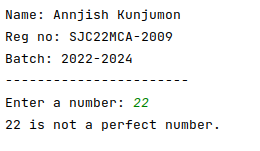 Name: Annjish Kunjumon
Reg no: SJC22MCA-2009
Batch: 2022-2024
-----------------------
Enter a number: 22
22 is not a perfect number.